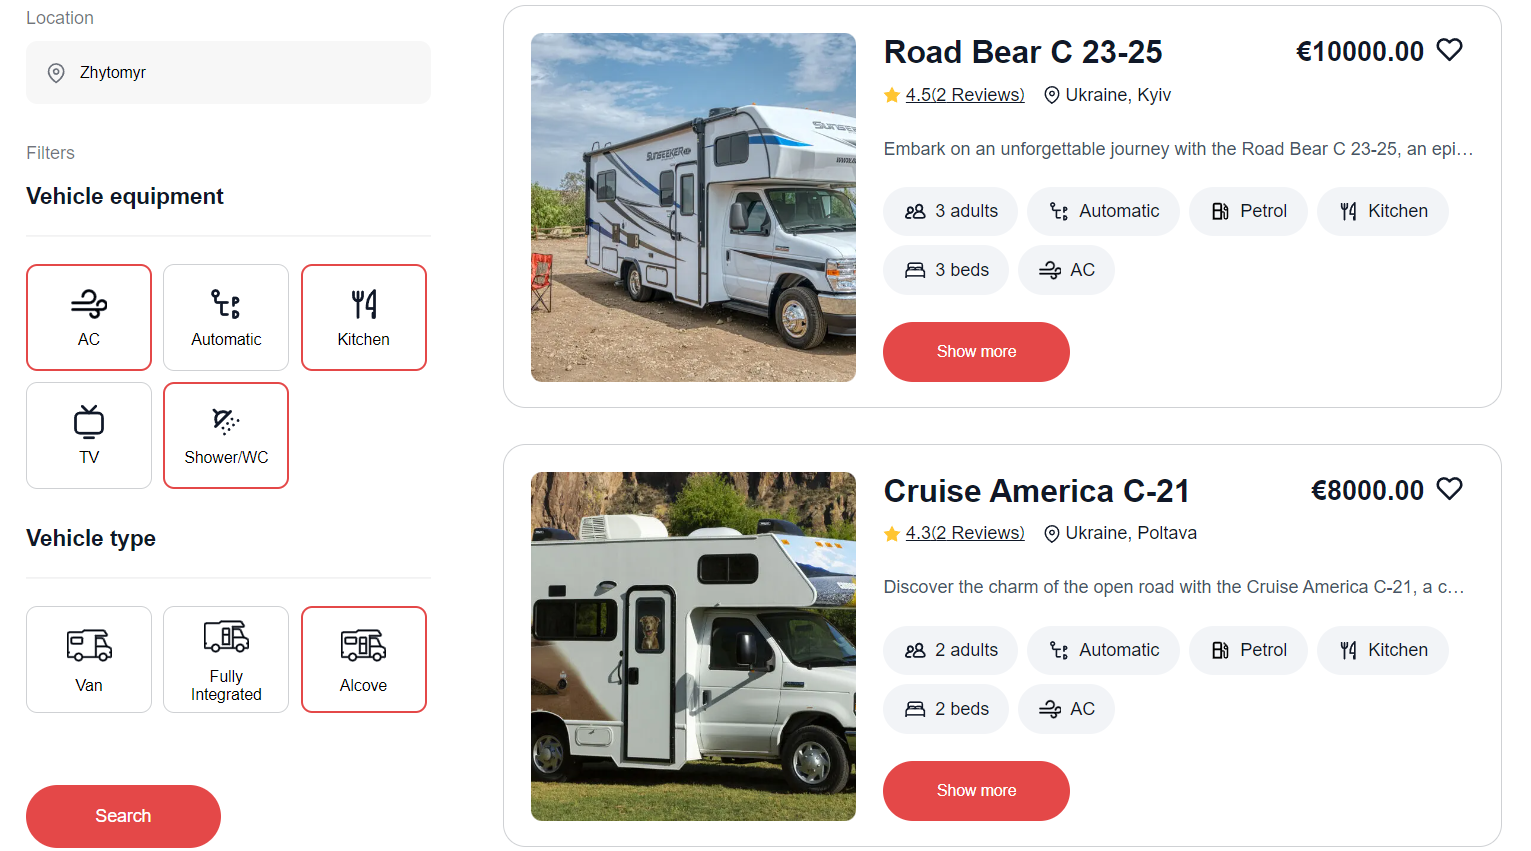 Location
Zhytomyr
Filters
Vehicle equipment
AC
Automatic
Kitchen
TV
Shower/WC
Vehicle type
Van
Fully
Integrated
Alcove
Search
Road Bear C 23-25
€10000.00
4.5(2 Reviews)
Ukraine, Kyiv
Embark on an unforgettable journey with the Road Bear C 23-25, an epi…
3 adults
Automatic
Petrol
Kitchen
3 beds
AC
Show more
SUNSEEKER
Cruise America C-21
€8000.00
4.3(2 Reviews)
Ukraine, Poltava
Discover the charm of the open road with the Cruise America C-21, a c…
2 adults
Automatic
Petrol
Kitchen
2 beds
AC
Show more